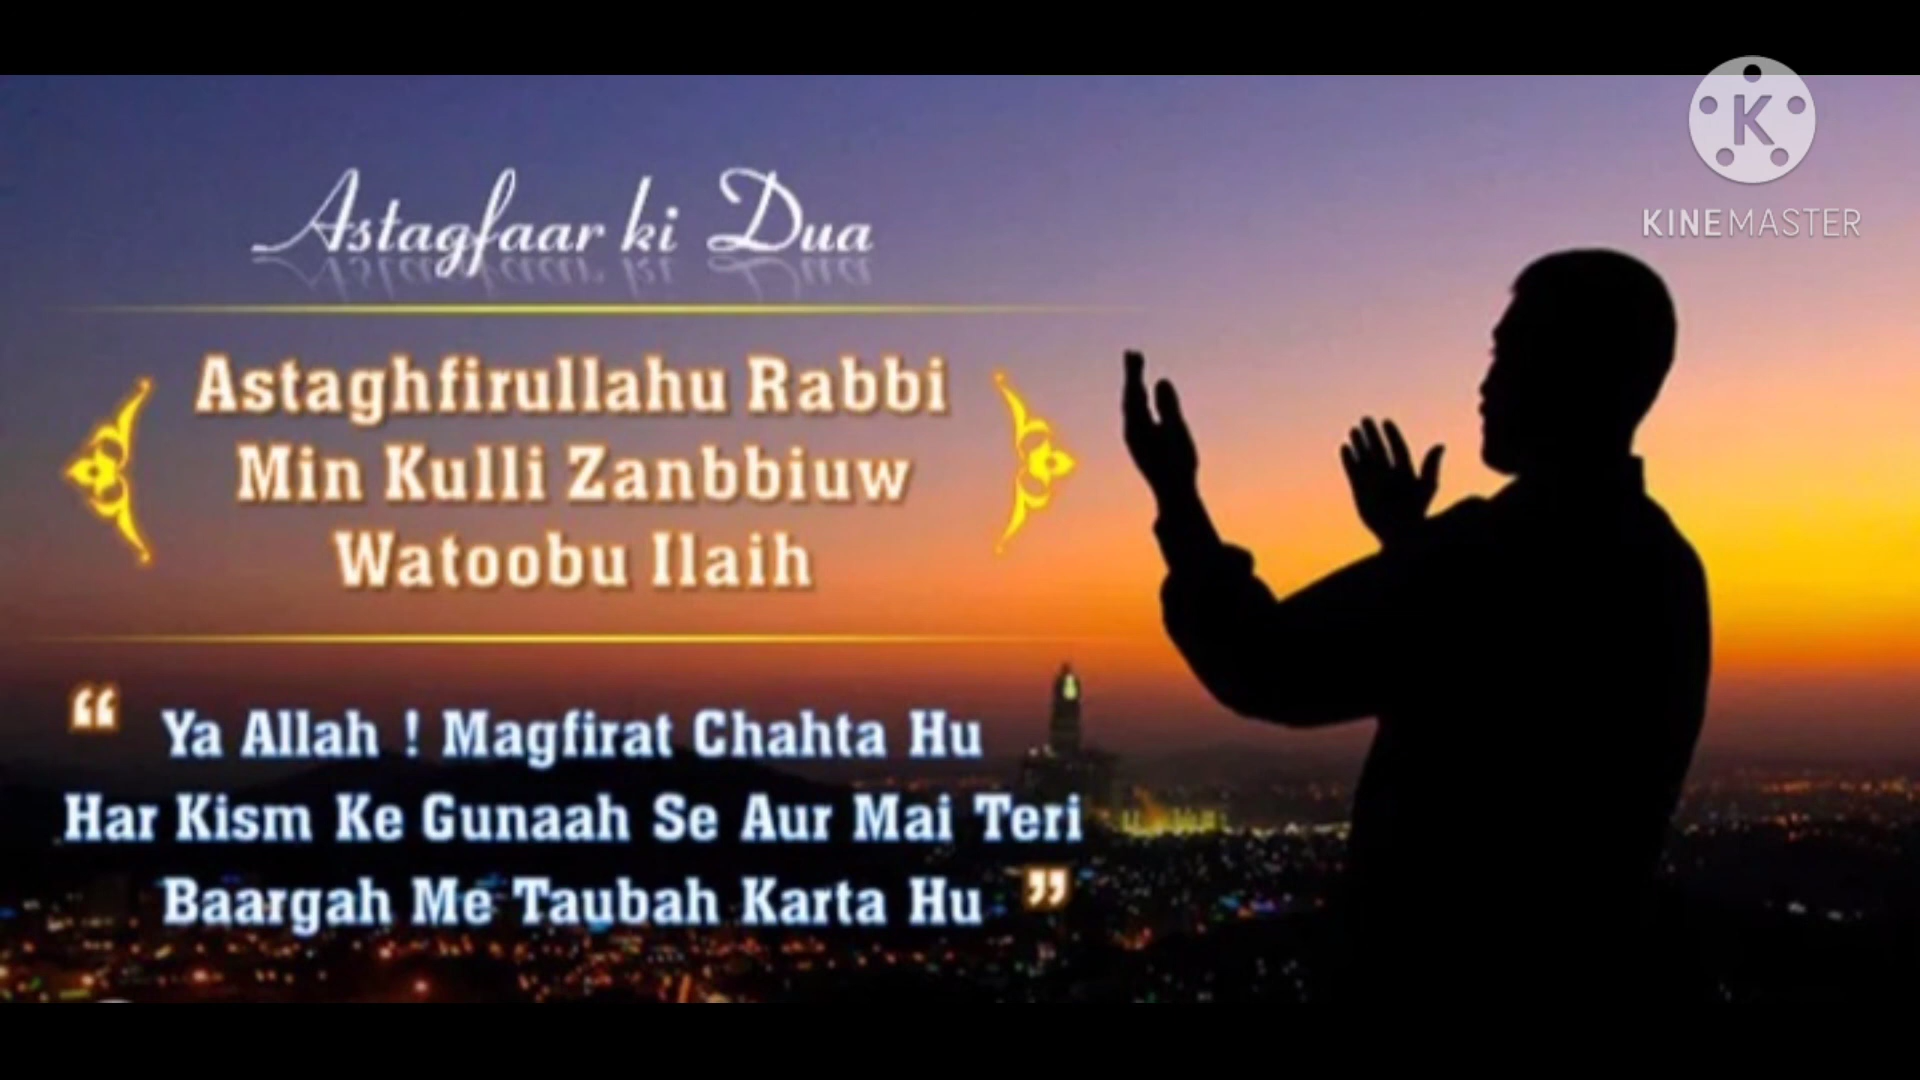 Astagfaar ki Dua
Astaghfirullahu Rabbi
Min Kulli Zanbbiuw
Watoobu Ilaih
“ Ya Allah ! Magfirat Chahta Hu
Har Kism Ke Gunaah Se Aur Mai Teri
Baargah Me Taubah Karta Hu ”
K
KINEMASTER